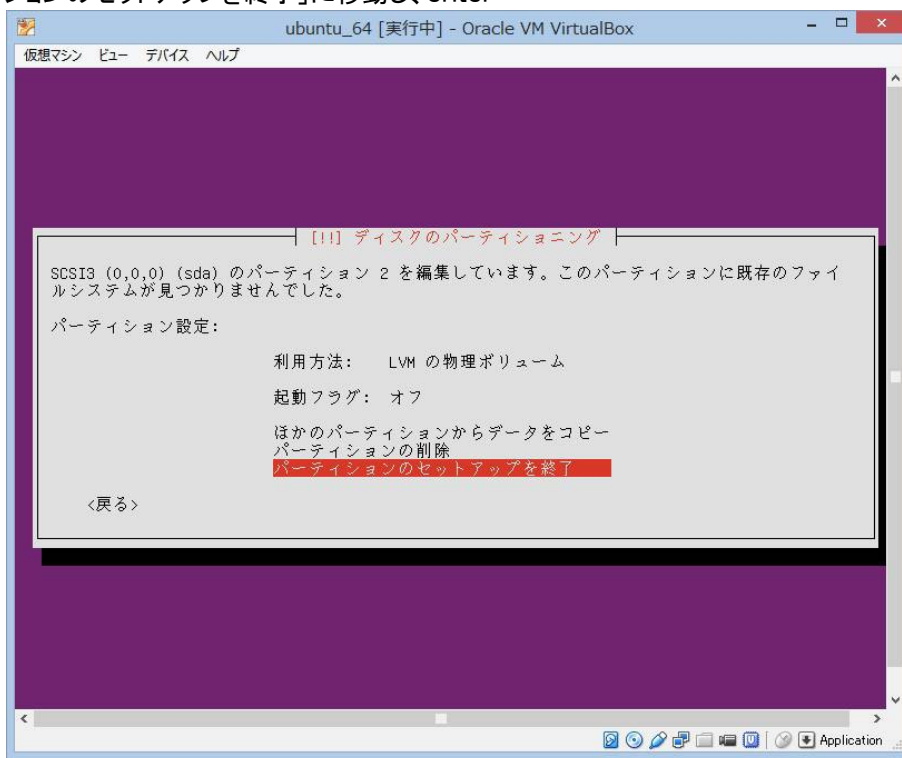 ションのセットアップを終了」に移動し、enter
ubuntu_64 [実行中] - Oracle VM VirtualBox
仮想マシン ビュー デバイス ヘルプ
[!!] ディスクのパーティショニング
SCSI3 (0,0,0) (sda) のパーティション 2 を編集しています。このパーティションに既存のファイ
ルシステムが見つかりませんでした。
パーティション設定:
利用方法: LVM の物理ボリューム
起動フラグ: オフ
ほかのパーティションからデータをコピー
パーティションの削除
パーティションのセットアップを終了
<戻る>
Application